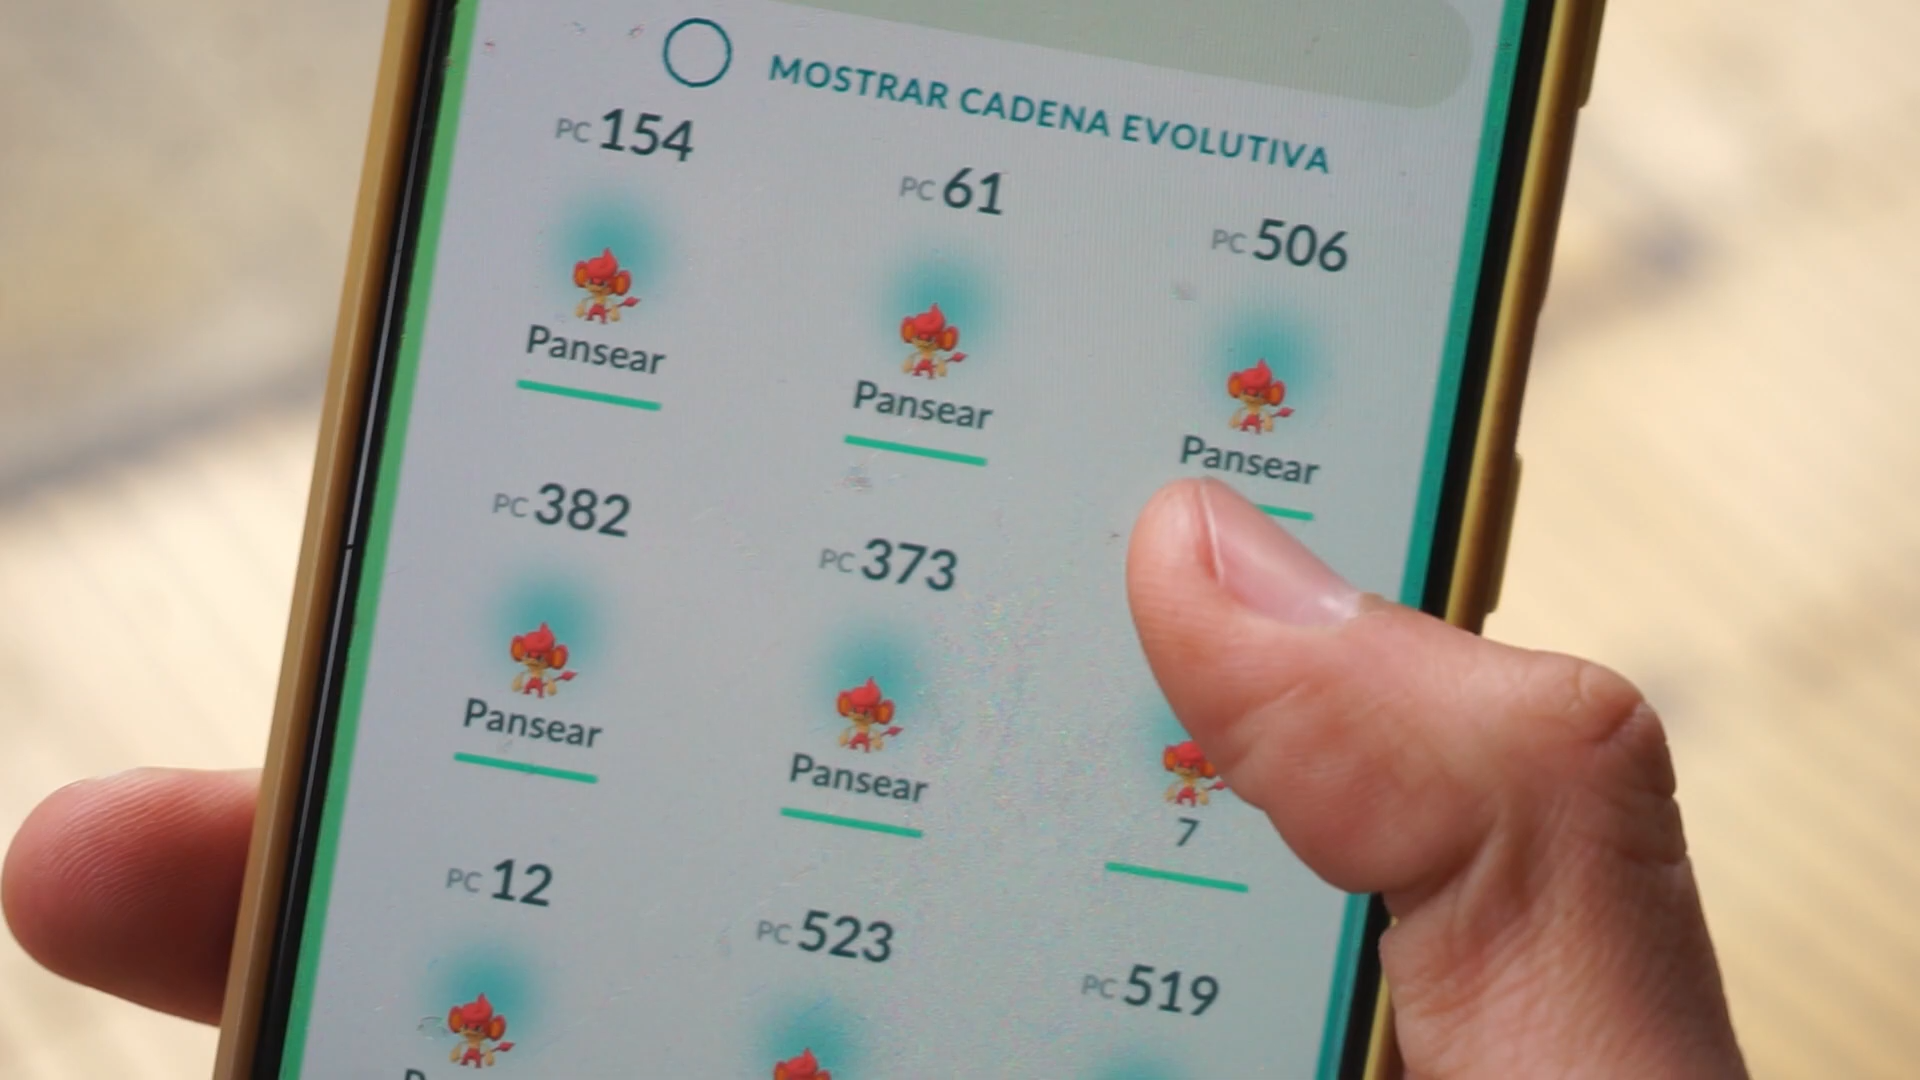 MOSTRAR CADENA EVOLUTIVA
PC 154
PC 61
PC 506
Pansear
Pansear
Pansear
PC 382
PC 373
Pansear
Pansear
7
PC 12
PC 523
PC 519